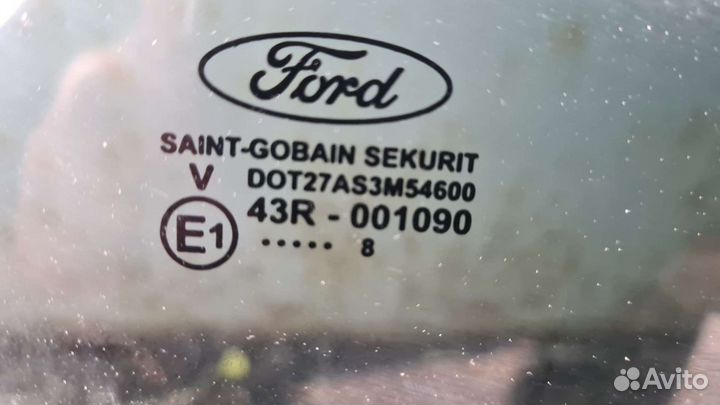 Ford
SAINT-GOBAIN SEKURIT
V DOT27AS3M54600
E1 43R - 001090
..... 8
Avito